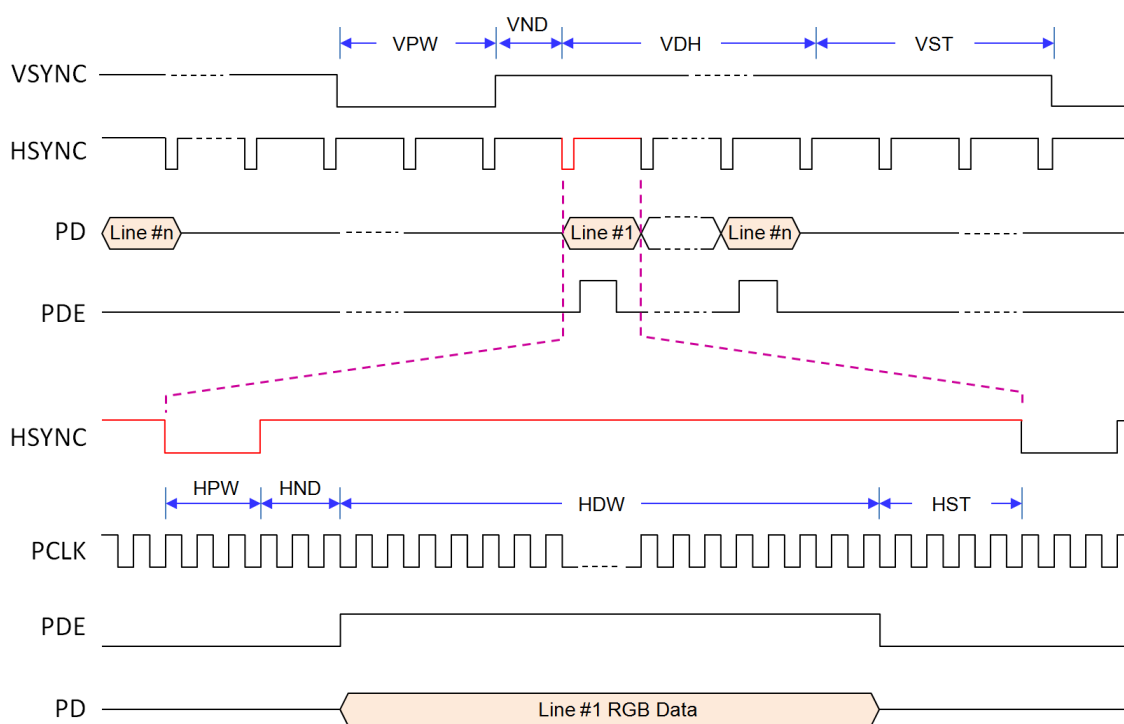 VPW VND VDH VST
VSYNC
HSYNC
PD Line #n Line #1 Line #n
PDE
HSYNC
HPW HND HDW HST
PCLK
PDE
PD Line #1 RGB Data